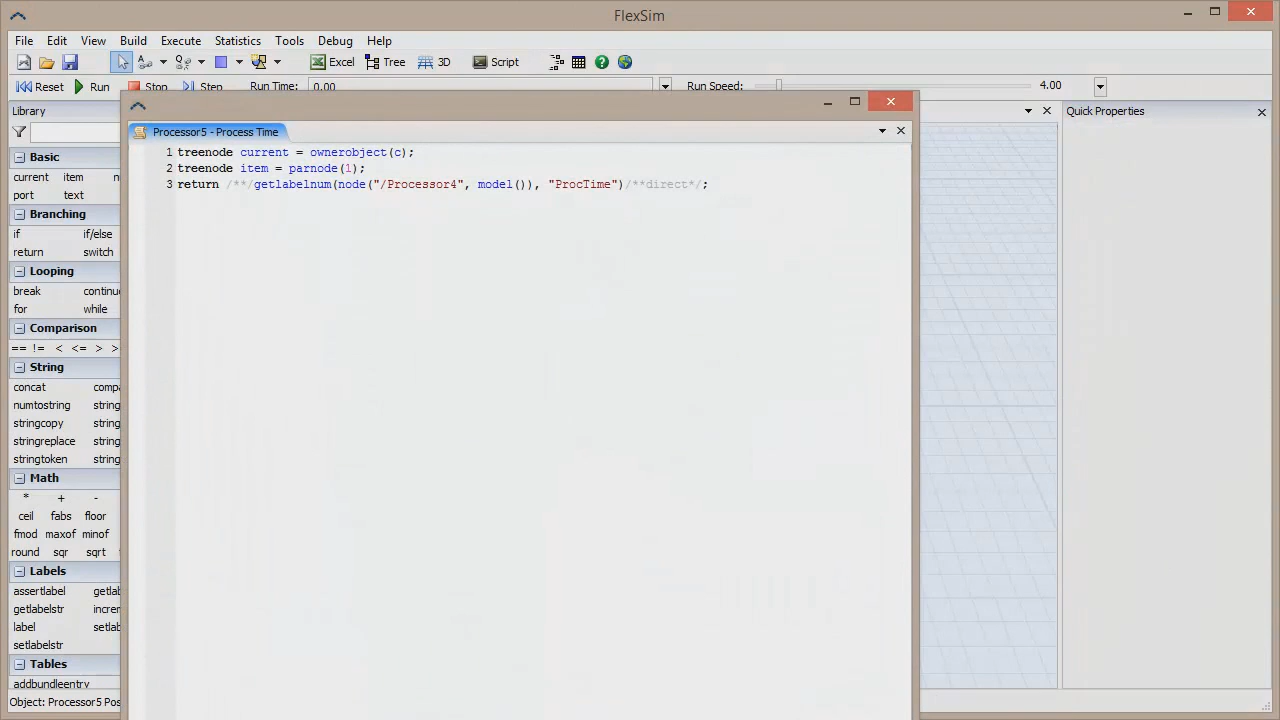 FlexSim
File Edit View Build Execute Statistics Tools Debug Help
Excel Tree 3D Script
Reset Run Stop Step Run Time: 0.00 Run Speed: 4.00
Library
Quick Properties
Processor5 - Process Time
1 treenode current = ownerobject(c);
2 treenode item = parnode(1);
3 return /**/getlabelnum(node("/Processor4", model()), "ProcTime")/**direct*/;
Basic
current item
port text
Branching
if if/else
return switch
Looping
break
for while
Comparison
== != < <= > >
String
concat
numtostring
stringcopy
stringreplace
stringtoken
Math
* + -
ceil fabs floor
fmod maxof minof
round sqr sqrt
Labels
assertlabel
getlabelstr
label
setlabelstr
Tables
addbundleentry
Object: Processor5